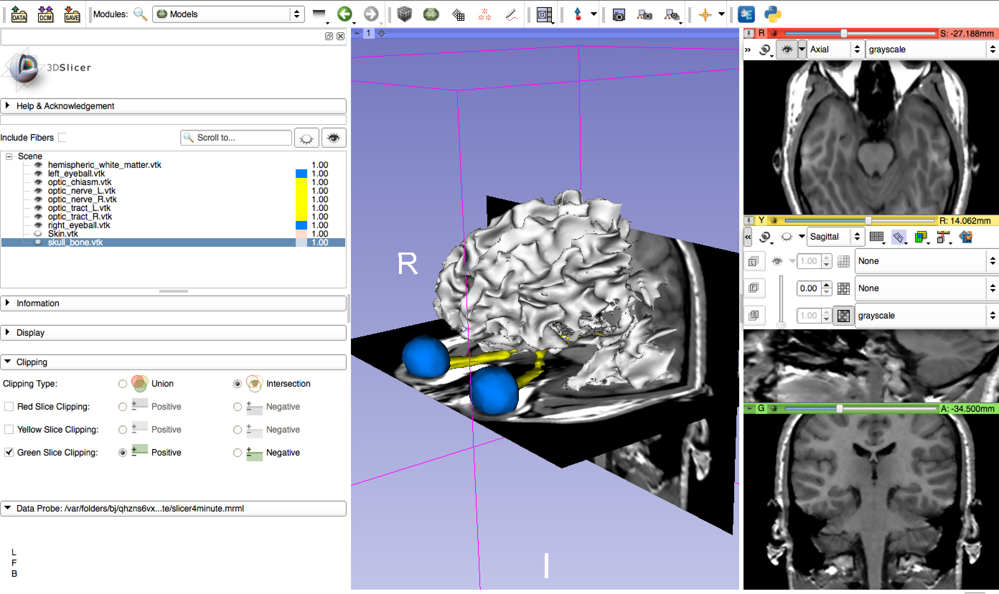 DATA DCM SAVE Modules: Models
1
3DSlicer
Help & Acknowledgement
Include Fibers Scroll to...
Scene
hemispheric_white_matter.vtk 1.00
left_eyeball.vtk 1.00
optic_chiasm.vtk 1.00
optic_nerve_L.vtk 1.00
optic_nerve_R.vtk 1.00
optic_tract_L.vtk 1.00
optic_tract_R.vtk 1.00
right_eyeball.vtk 1.00
Skin.vtk 1.00
skull_bone.vtk 1.00
Information
Display
Clipping
Clipping Type: Union Intersection
Red Slice Clipping: Positive Negative
Yellow Slice Clipping: Positive Negative
Green Slice Clipping: Positive Negative
Data Probe: /var/folders/bj/qhzns6vx...te/slicer4minute.mrml
L
F
B
R
I
R S: -27.188mm
Axial grayscale
Y R: 14.062mm
Sagittal
L 1.00 None
F 0.00 None
B 1.00 grayscale
G A: -34.500mm